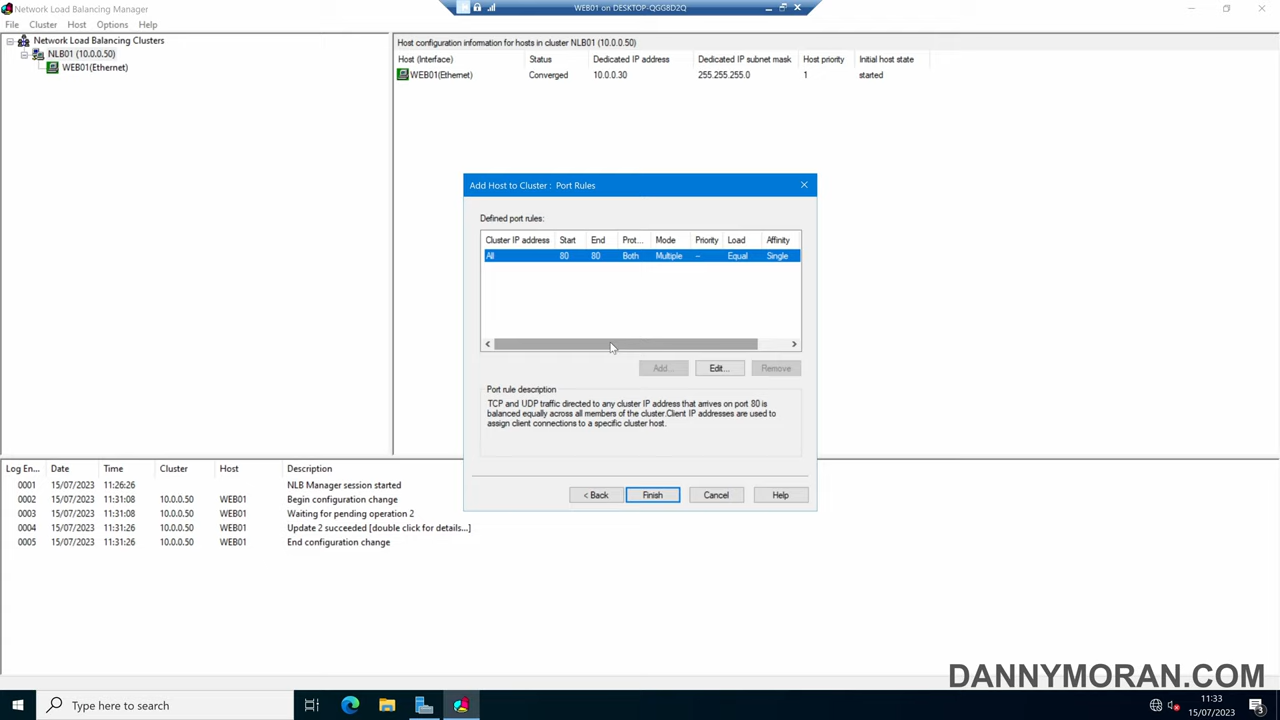 Network Load Balancing Manager
WEB01 on DESKTOP-QGG8D2Q
File Cluster Host Options Help
Network Load Balancing Clusters
NLB01 (10.0.0.50)
WEB01(Ethernet)
Host configuration information for hosts in cluster NLB01 (10.0.0.50)
Host (Interface) Status Dedicated IP address Dedicated IP subnet mask Host priority Initial host state
WEB01(Ethernet) Converged 10.0.0.30 255.255.255.0 1 started
Add Host to Cluster : Port Rules
Defined port rules:
Cluster IP address Start End Prot... Mode Priority Load Affinity
All 80 80 Both Multiple -- Equal Single
Add... Edit... Remove
Port rule description
TCP and UDP traffic directed to any cluster IP address that arrives on port 80 is
balanced equally across all members of the cluster.Client IP addresses are used to
assign client connections to a specific cluster host.
< Back Finish Cancel Help
Log En... Date Time Cluster Host Description
0001 15/07/2023 11:26:26 NLB Manager session started
0002 15/07/2023 11:31:08 10.0.0.50 WEB01 Begin configuration change
0003 15/07/2023 11:31:08 10.0.0.50 WEB01 Waiting for pending operation 2
0004 15/07/2023 11:31:26 10.0.0.50 WEB01 Update 2 succeeded [double click for details...]
0005 15/07/2023 11:31:26 10.0.0.50 WEB01 End configuration change
DANNYMORAN.COM
Type here to search
11:33
15/07/2023
3